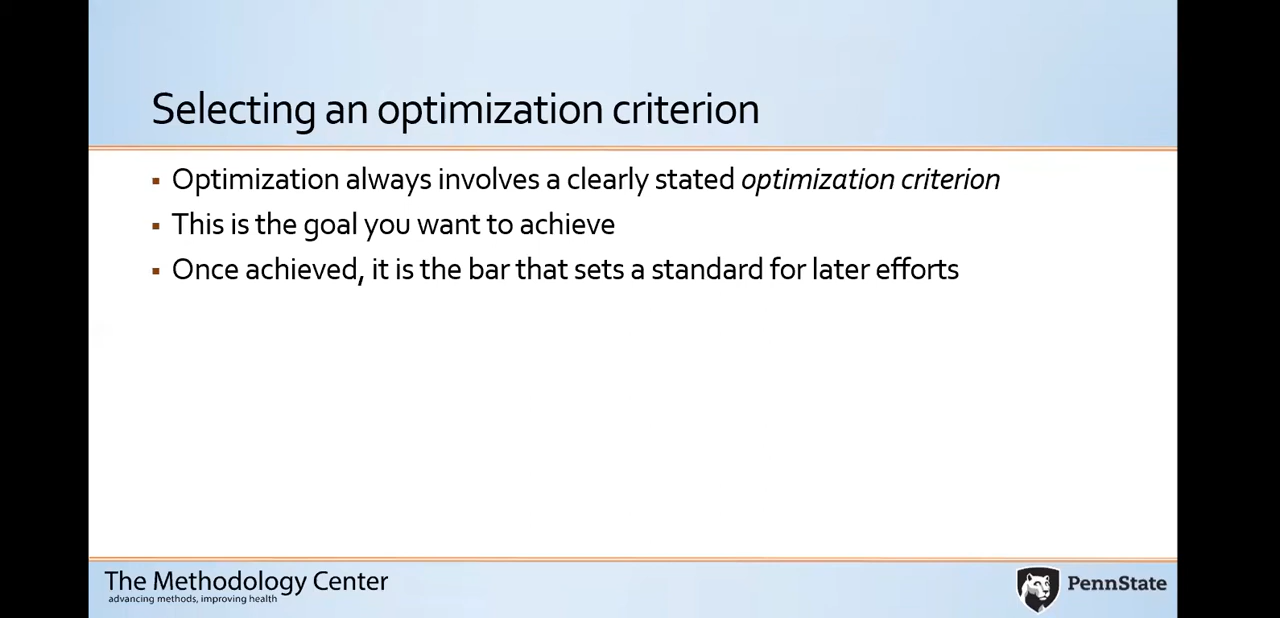 Selecting an optimization criterion
▪ Optimization always involves a clearly stated optimization criterion
▪ This is the goal you want to achieve
▪ Once achieved, it is the bar that sets a standard for later efforts
The Methodology Center
advancing methods, improving health
PennState